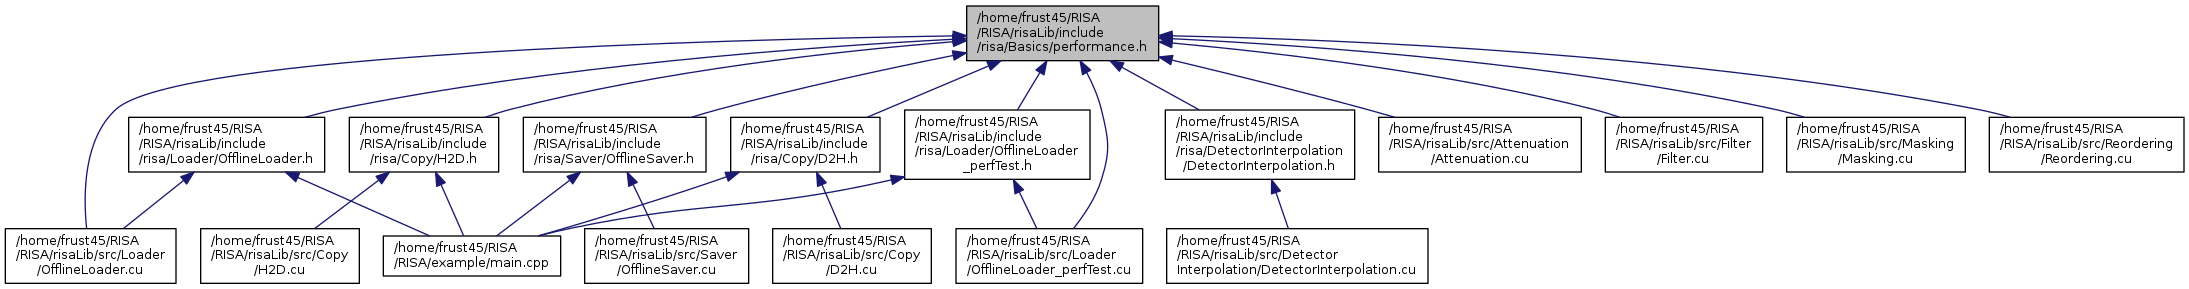 /home/frust45/RISA
/RISA/risaLib/include
/risa/Basics/performance.h
/home/frust45/RISA
/RISA/risaLib/include
/risa/Loader/OfflineLoader.h
/home/frust45/RISA
/RISA/risaLib/include
/risa/Copy/H2D.h
/home/frust45/RISA
/RISA/risaLib/include
/risa/Saver/OfflineSaver.h
/home/frust45/RISA
/RISA/risaLib/include
/risa/Copy/D2H.h
/home/frust45/RISA
/RISA/risaLib/include
/risa/Loader/OfflineLoader
_perfTest.h
/home/frust45/RISA
/RISA/risaLib/include
/risa/DetectorInterpolation
/DetectorInterpolation.h
/home/frust45/RISA
/RISA/risaLib/src/Attenuation
/Attenuation.cu
/home/frust45/RISA
/RISA/risaLib/src/Filter
/Filter.cu
/home/frust45/RISA
/RISA/risaLib/src/Masking
/Masking.cu
/home/frust45/RISA
/RISA/risaLib/src/Reordering
/Reordering.cu
/home/frust45/RISA
/RISA/risaLib/src/Loader
/OfflineLoader.cu
/home/frust45/RISA
/RISA/risaLib/src/Copy
/H2D.cu
/home/frust45/RISA
/RISA/example/main.cpp
/home/frust45/RISA
/RISA/risaLib/src/Saver
/OfflineSaver.cu
/home/frust45/RISA
/RISA/risaLib/src/Copy
/D2H.cu
/home/frust45/RISA
/RISA/risaLib/src/Loader
/OfflineLoader_perfTest.cu
/home/frust45/RISA
/RISA/risaLib/src/Detector
Interpolation/DetectorInterpolation.cu